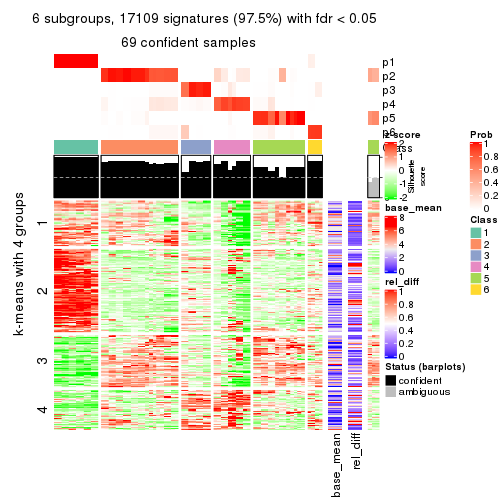 6 subgroups, 17109 signatures (97.5%) with fdr < 0.05
69 confident samples
p1
p2
p3
p4
p5
p6
z-score
2
1
0
-1
-2
Class
Silhouette
score
k-means with 4 groups
1
2
3
4
base_mean
8
6
4
2
0
rel_diff
1
0.8
0.6
0.4
0.2
0
Status (barplots)
confident
ambiguous
Prob
1
0.8
0.6
0.4
0.2
0
Class
1
2
3
4
5
6
base_mean
rel_diff